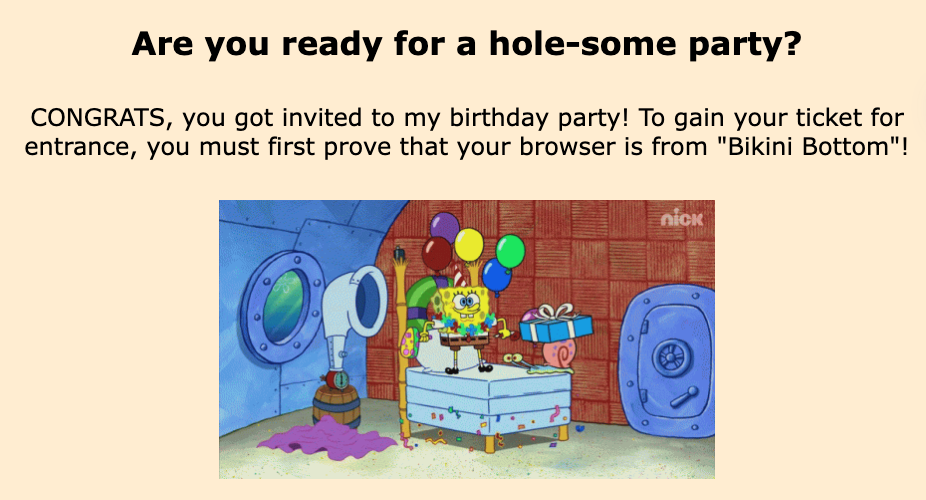 Are you ready for a hole-some party?
CONGRATS, you got invited to my birthday party! To gain your ticket for
entrance, you must first prove that your browser is from "Bikini Bottom"!
nick